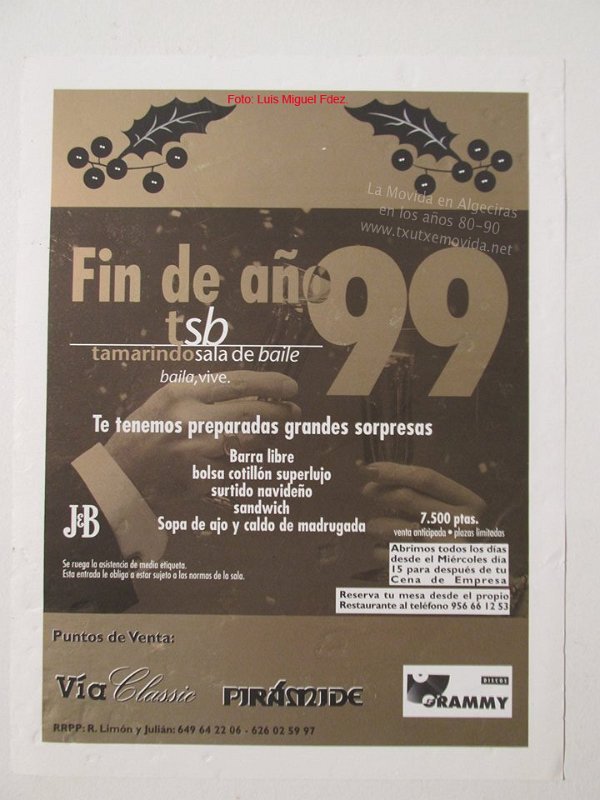 Foto: Luis Miguel Fdez.
La Movida en Algeciras
en los años 80-90
www.txutxemovida.net
Fin de año 99
tsb
tamarindosala de baile
baila,vive.
Te tenemos preparadas grandes sorpresas
Barra libre
bolsa cotillón superlujo
surtido navideño
sandwich
Sopa de ajo y caldo de madrugada
J&B
7.500 ptas.
venta anticipada • plazas limitadas
Se ruega la asistencia de media etiqueta.
Esta entrada le obliga a estar sujeto a las normas de la sala.
Abrimos todos los días
desde el Miércoles día
15 para después de tu
Cena de Empresa
Reserva tu mesa desde el propio
Restaurante al teléfono 956 66 12 53
Puntos de Venta:
Vía Classic
PIRÁMIDE
DISCOS
GRAMMY
RRPP: R. Limón y Julián: 649 64 22 06 - 626 02 59 97